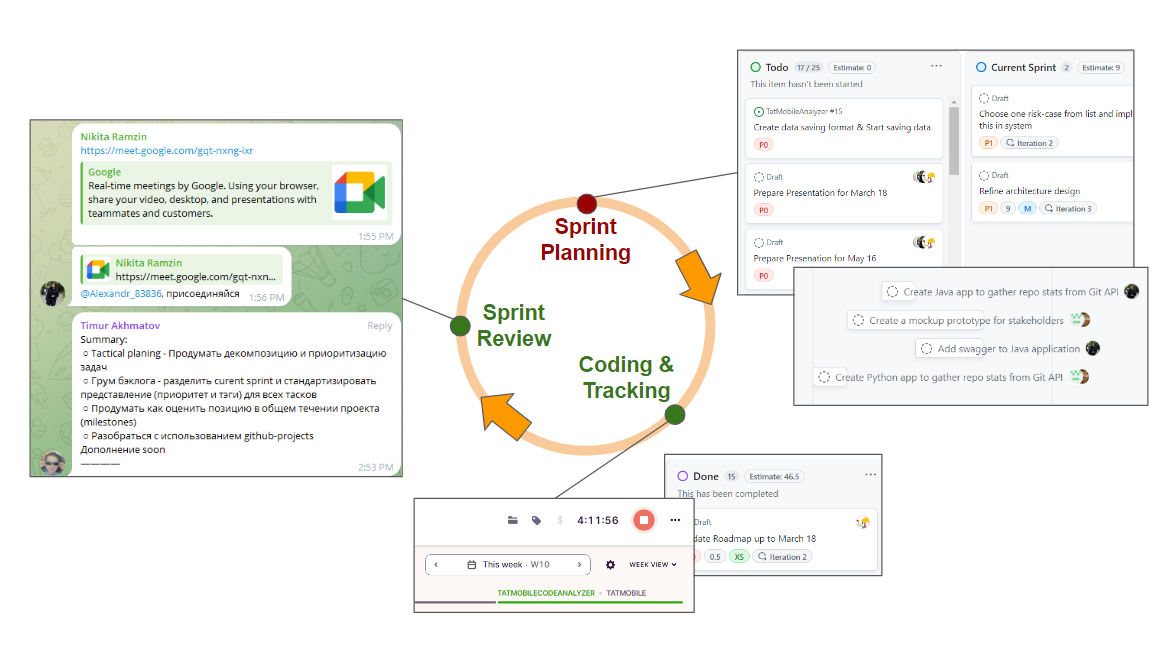 Nikita Ramzin
https://meet.google.com/gqt-nxng-ixr
Google
Real-time meetings by Google. Using your browser,
share your video, desktop, and presentations with
teammates and customers.
1:55 PM
Nikita Ramzin
https://meet.google.com/gqt-nxn...
@Alexandr_83836, присоединяйся
1:56 PM
Timur Akhmatov
Reply
Summary:
○ Tactical planing - Продумать декомпозицию и приоритизацию
задач
○ Грум бэклога - разделить curent sprint и стандартизировать
представление (приоритет и тэги) для всех тасков
○ Продумать как оценить позицию в общем течении проекта
(milestones)
○ Разобраться с использованием github-projects
Дополнение soon
————
2:53 PM
Sprint
Planning
Sprint
Review
Coding &
Tracking
Todo 17 / 25 Estimate: 0 ...
This item hasn't been started
TatMobileAnalyzer #15
Create data saving format & Start saving data
P0
Draft
Prepare Presentation for March 18
P0
Draft
Prepare Presenation for May 16
P0
Current Sprint 2 Estimate: 9
Draft
Choose one risk-case from list and impl
this in system
P1 Iteration 2
Draft
Refine architecture design
P1 9 M Iteration 3
Create Java app to gather repo stats from Git API
Create a mockup prototype for stakeholders
Add swagger to Java application
Create Python app to gather repo stats from Git API
Done 15 Estimate: 46.5 ...
This has been completed
Draft
date Roadmap up to March 18
0.5 XS Iteration 2
$ 4:11:56 ...
‹ This week · W10 › WEEK VIEW
TATMOBILECODEANALYZER - TATMOBILE